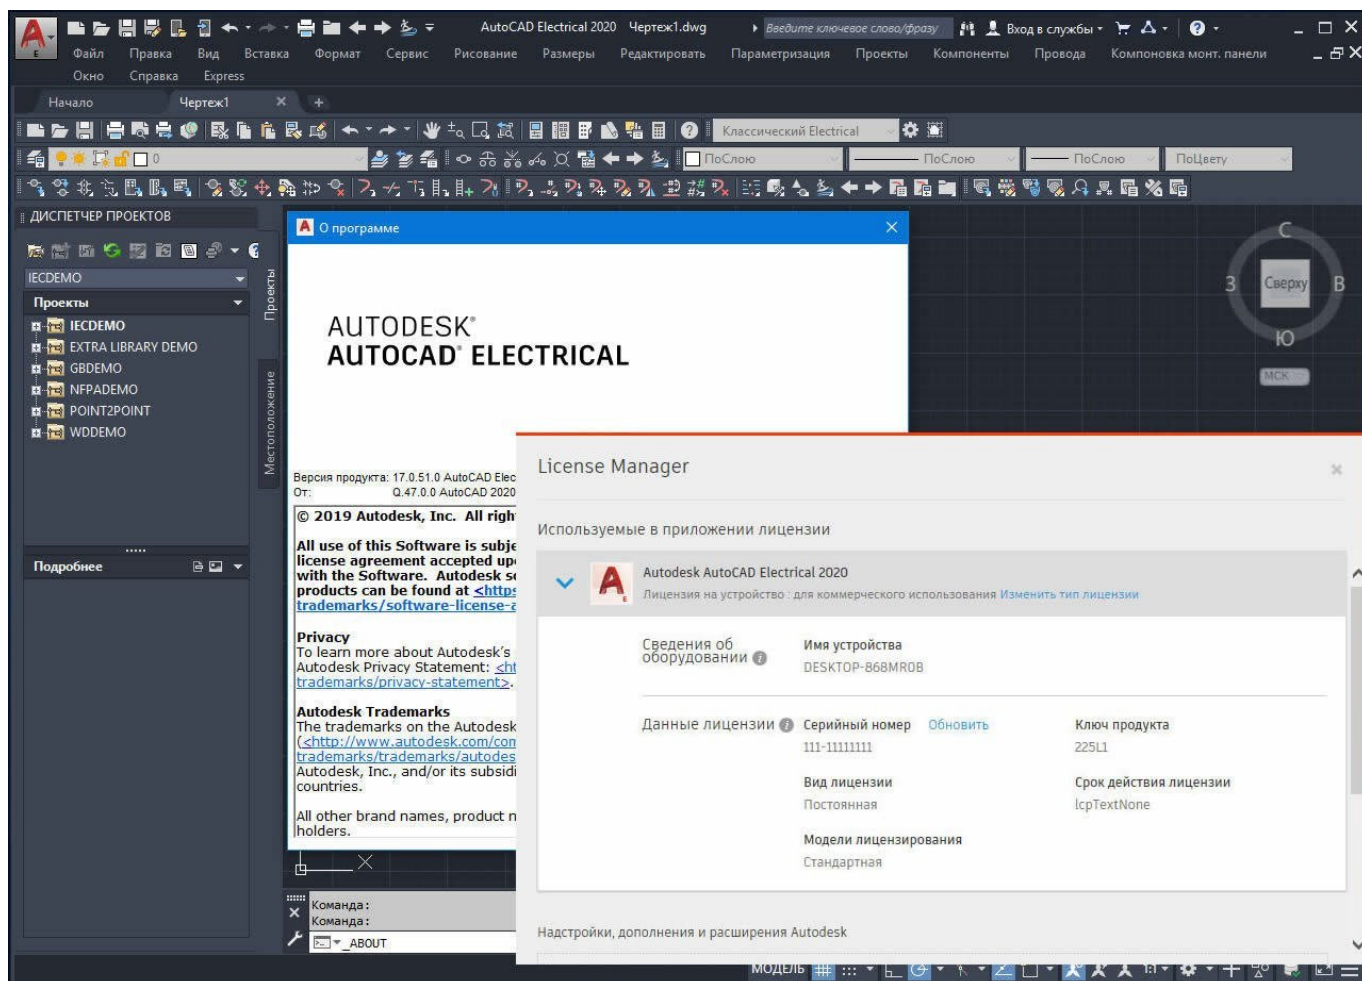 AutoCAD Electrical 2020 Чертеж1.dwg
Введите ключевое слово/фразу
Вход в службы
Файл Правка Вид Вставка Формат Сервис Рисование Размеры Редактировать Параметризация Проекты Компоненты Провода Компоновка монт. панели
Окно Справка Express
Начало Чертеж1
Классический Electrical
0 ПоСлою ПоСлою ПоСлою ПоЦвету
ДИСПЕТЧЕР ПРОЕКТОВ
IECDEMO
Проекты
IECDEMO
EXTRA LIBRARY DEMO
GBDEMO
NFPADEMO
POINT2POINT
WDDEMO
Проекты
Местоположение
Подробнее
О программе
AUTODESK®
AUTOCAD® ELECTRICAL
Версия продукта: 17.0.51.0 AutoCAD Elec
От: Q.47.0.0 AutoCAD 2020
© 2019 Autodesk, Inc. All righ
All use of this Software is subje
license agreement accepted up
with the Software. Autodesk s
products can be found at <https
trademarks/software-license-a
Privacy
To learn more about Autodesk's
Autodesk Privacy Statement: <ht
trademarks/privacy-statement>.
Autodesk Trademarks
The trademarks on the Autodesk
(<http://www.autodesk.com/com
trademarks/trademarks/autodes
Autodesk, Inc., and/or its subsidi
countries.
All other brand names, product n
holders.
С
З Сверху В
Ю
МСК
License Manager
Используемые в приложении лицензии
Autodesk AutoCAD Electrical 2020
Лицензия на устройство : для коммерческого использования Изменить тип лицензии
Сведения об оборудовании
Имя устройства
DESKTOP-868MR0B
Данные лицензии
Серийный номер Обновить Ключ продукта
111-11111111 225L1
Вид лицензии Срок действия лицензии
Постоянная lcpTextNone
Модели лицензирования
Стандартная
Надстройки, дополнения и расширения Autodesk
Команда:
Команда:
_ABOUT
МОДЕЛЬ 1:1